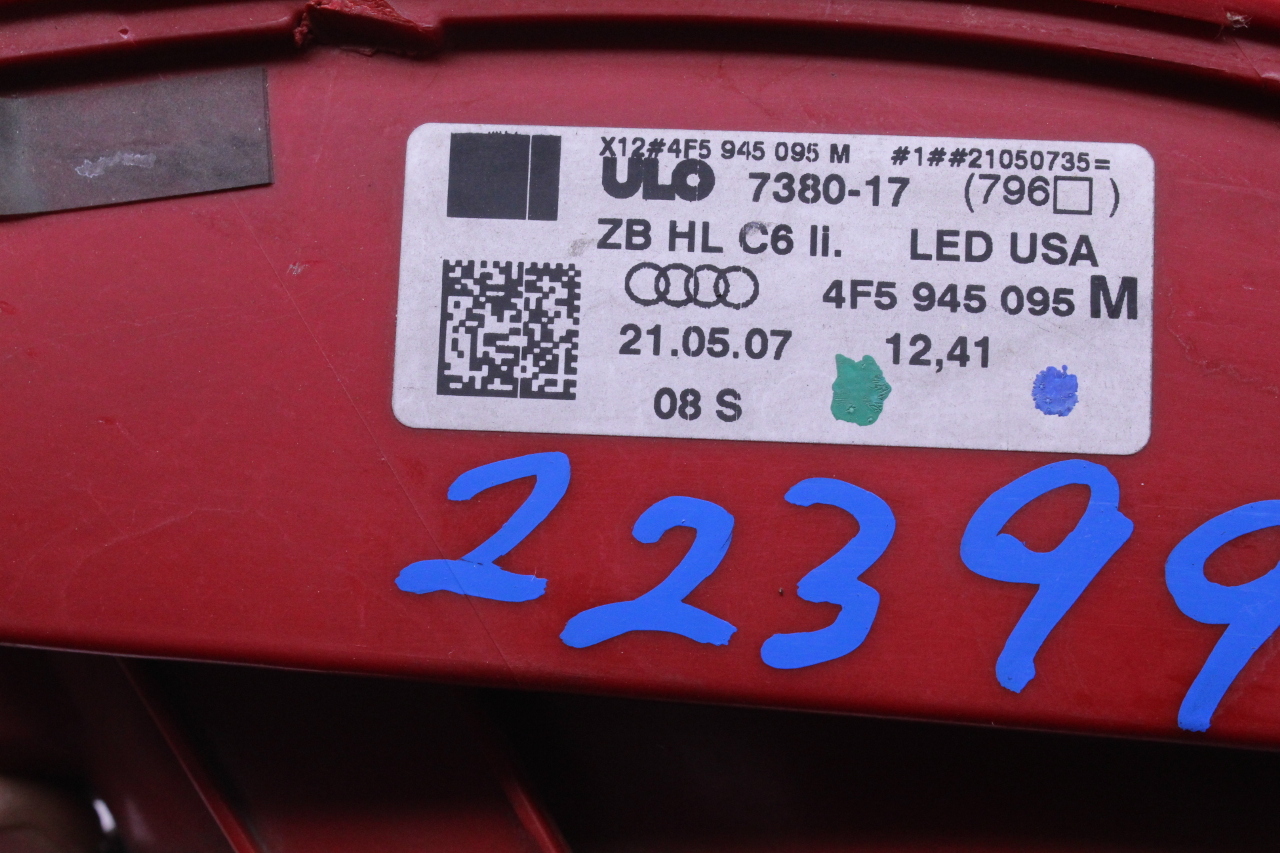 X12#4F5 945 095 M #1##21050735=
ULO 7380-17 (796□)
ZB HL C6 li. LED USA
4F5 945 095 M
21.05.07 12,41
08 S
22399